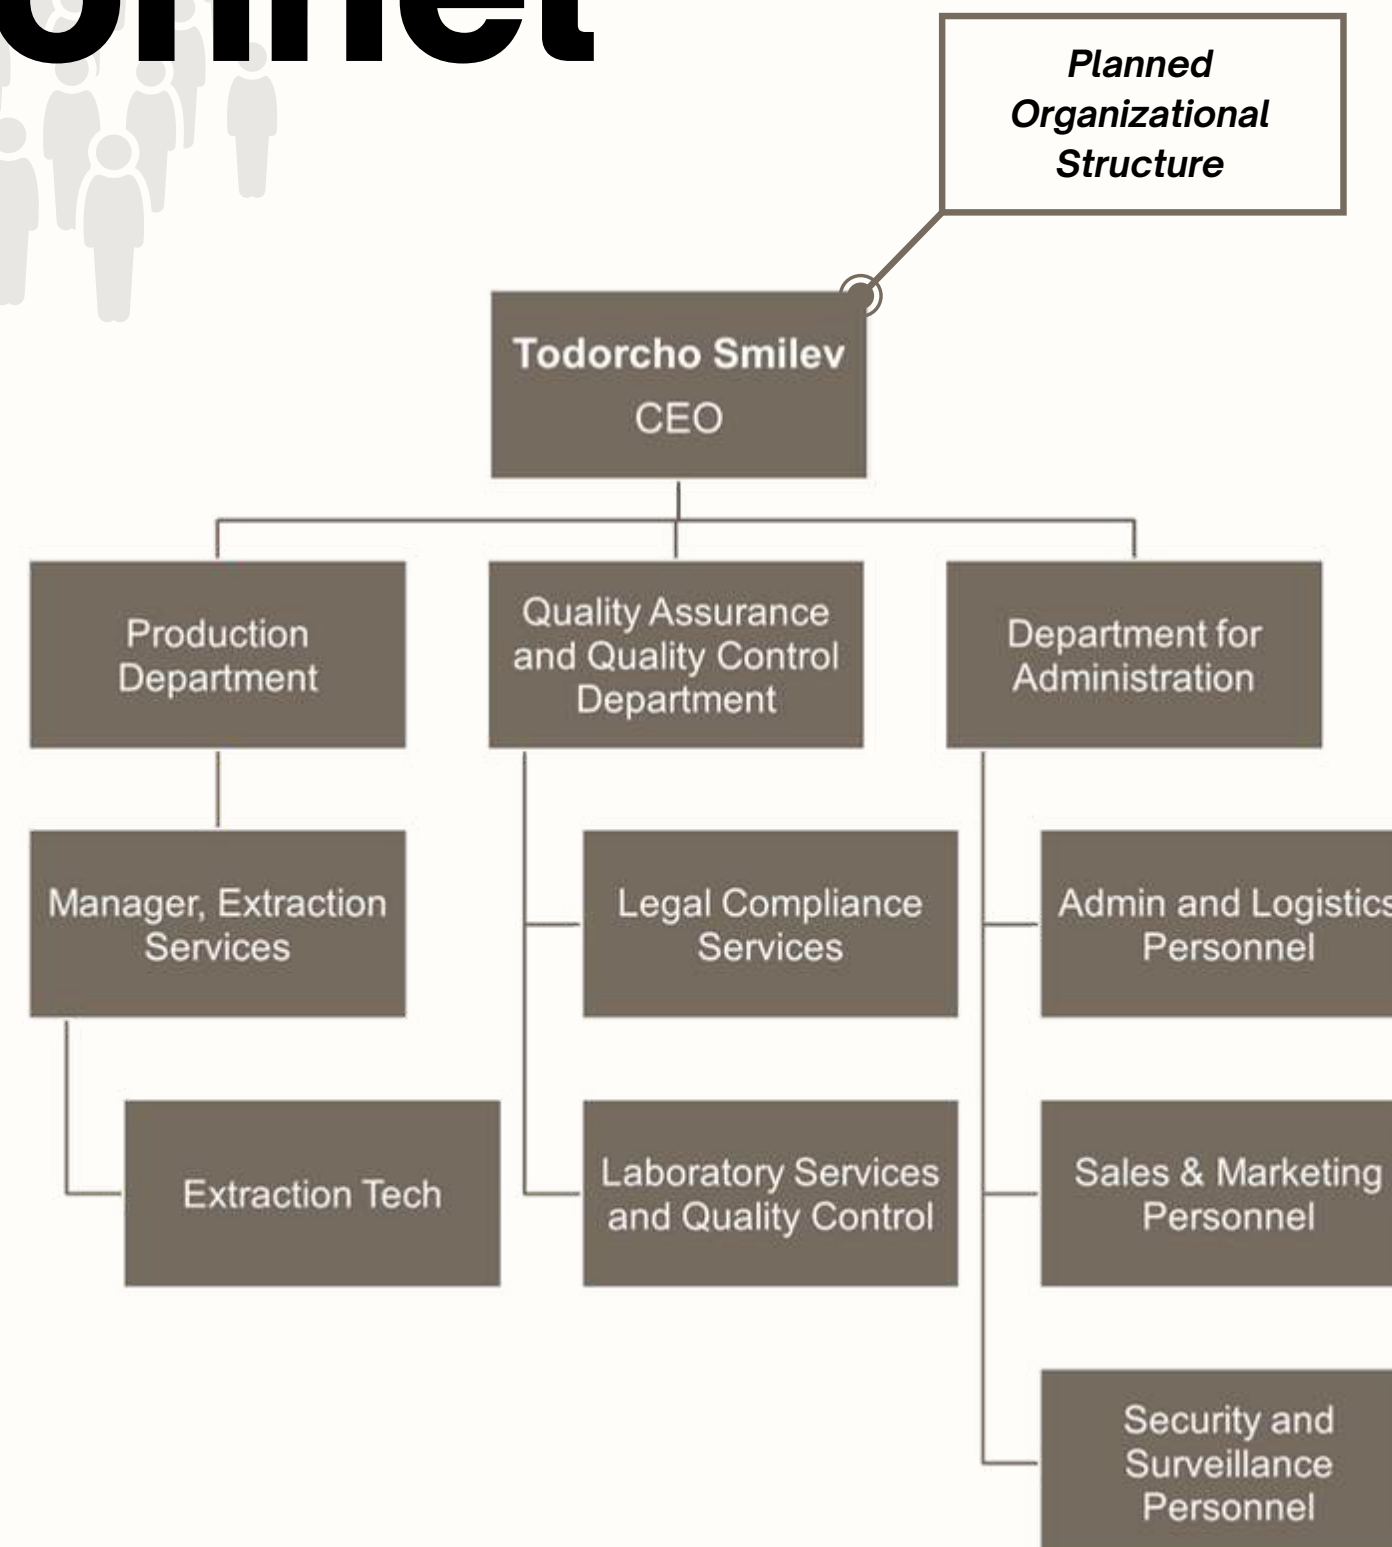 Planned
Organizational
Structure
Todorcho Smilev
CEO
Production
Department
Quality Assurance
and Quality Control
Department
Department for
Administration
Manager, Extraction
Services
Legal Compliance
Services
Admin and Logistics
Personnel
Extraction Tech
Laboratory Services
and Quality Control
Sales & Marketing
Personnel
Security and
Surveillance
Personnel